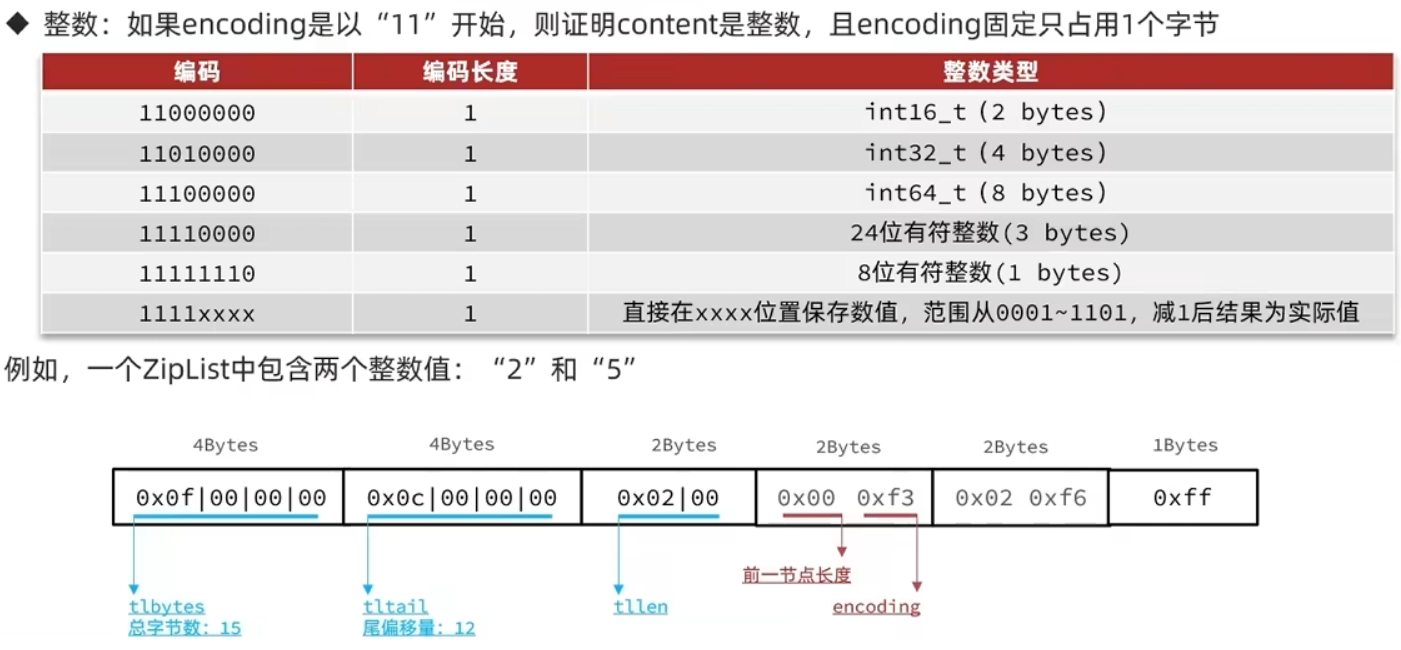 ◆ 整数：如果encoding是以“11”开始，则证明content是整数，且encoding固定只占用1个字节
编码 编码长度 整数类型
11000000 1 int16_t (2 bytes)
11010000 1 int32_t (4 bytes)
11100000 1 int64_t (8 bytes)
11110000 1 24位有符整数(3 bytes)
11111110 1 8位有符整数(1 bytes)
1111xxxx 1 直接在xxxx位置保存数值，范围从0001~1101，减1后结果为实际值
例如，一个ZipList中包含两个整数值：“2”和“5”
4Bytes 4Bytes 2Bytes 2Bytes 2Bytes 1Bytes
0x0f|00|00|00 0x0c|00|00|00 0x02|00 0x00 0xf3 0x02 0xf6 0xff
前一节点长度
tlbytes tltail tllen encoding
总字节数：15 尾偏移量：12